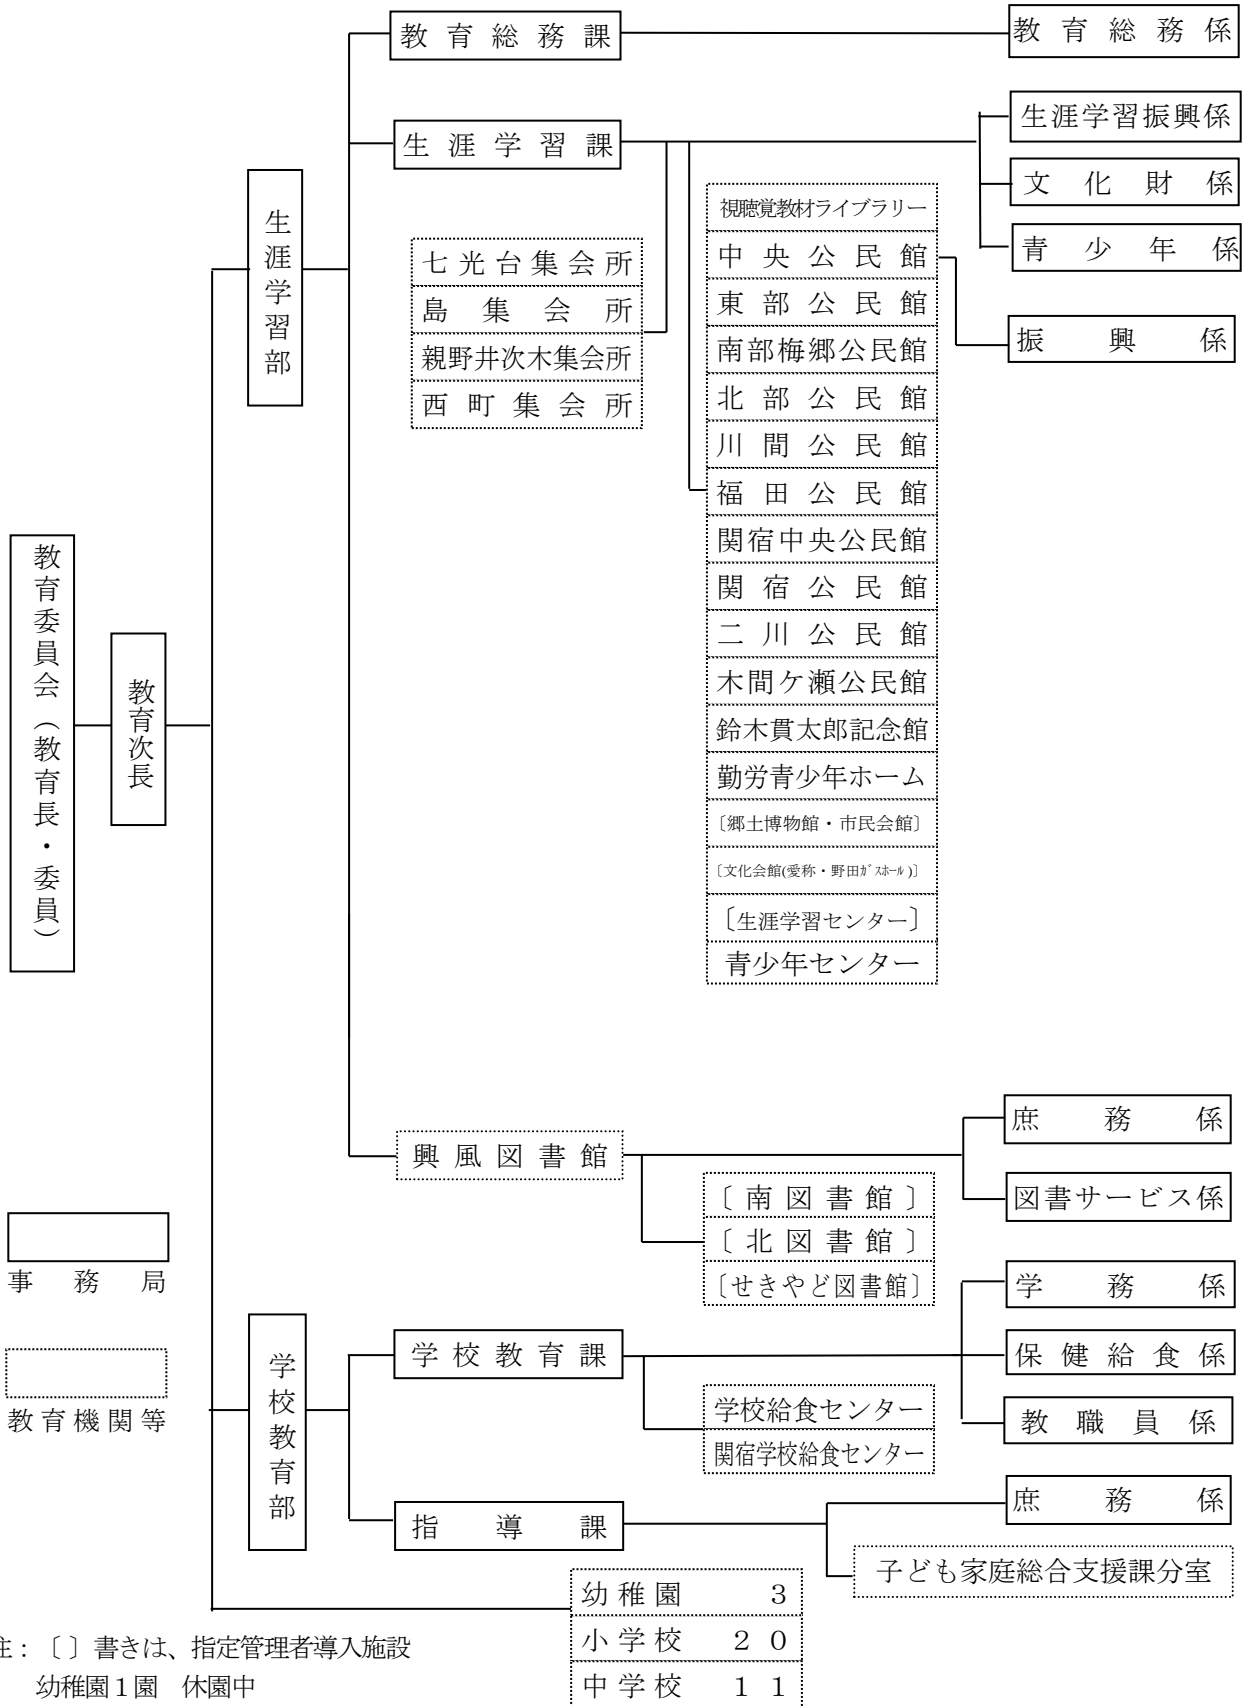 教育総務課
教育総務係
生涯学習課
生涯学習振興係
文化財係
青少年係
生涯学習部
七光台集会所
島集会所
親野井次木集会所
西町集会所
視聴覚教材ライブラリー
中央公民館
東部公民館
南部梅郷公民館
北部公民館
川間公民館
福田公民館
関宿中央公民館
関宿公民館
二川公民館
木間ケ瀬公民館
鈴木貫太郎記念館
勤労青少年ホーム
〔郷土博物館・市民会館〕
〔文化会館(愛称・野田ガスホール)〕
〔生涯学習センター〕
青少年センター
振興係
教育委員会（教育長・委員）
教育次長
興風図書館
庶務係
図書サービス係
〔南図書館〕
〔北図書館〕
〔せきやど図書館〕
事務局
教育機関等
学校教育部
学校教育課
学務係
保健給食係
教職員係
学校給食センター
関宿学校給食センター
指導課
庶務係
子ども家庭総合支援課分室
幼稚園 3
小学校 20
中学校 11
注：〔 〕書きは、指定管理者導入施設
幼稚園１園 休園中